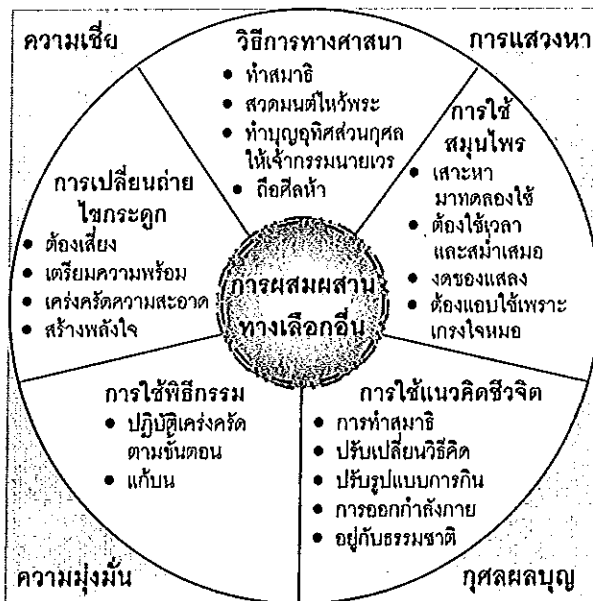 ความเชื่อ
วิธีการทางศาสนา
● ทำสมาธิ
● สวดมนต์ไหว้พระ
● ทำบุญอุทิศส่วนกุศล
ให้เจ้ากรรมนายเวร
● ถือศีลห้า
การแสวงหา
การใช้
สมุนไพร
● เสาะหา
มาทดลองใช้
● ต้องใช้เวลา
และสม่ำเสมอ
● งดของแสลง
● ต้องแอบใช้เพราะ
เกรงใจหมอ
การเปลี่ยนถ่าย
ไขกระดูก
● ต้องเสี่ยง
● เตรียมความพร้อม
● เคร่งครัดความสะอาด
● สร้างพลังใจ
การผสมผสาน
ทางเลือกอื่น
การใช้พิธีกรรม
● ปฏิบัติเคร่งครัด
ตามขั้นตอน
● แก้บน
การใช้แนวคิดชีวจิต
● การทำสมาธิ
● ปรับเปลี่ยนวิธีคิด
● ปรับรูปแบบการกิน
● การออกกำลังกาย
● อยู่กับธรรมชาติ
ความมุ่งมั่น
กุศลผลบุญ